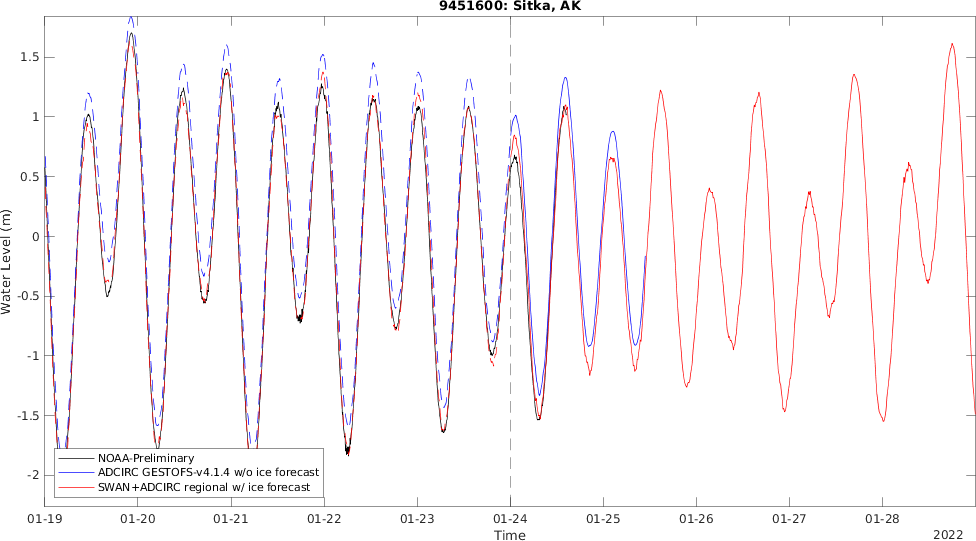 9451600: Sitka, AK
Water Level (m)
1.5
1
0.5
0
-0.5
-1
-1.5
-2
NOAA-Preliminary
ADCIRC GESTOFS-v4.1.4 w/o ice forecast
SWAN+ADCIRC regional w/ ice forecast
01-19 01-20 01-21 01-22 01-23 01-24 01-25 01-26 01-27 01-28
Time
2022